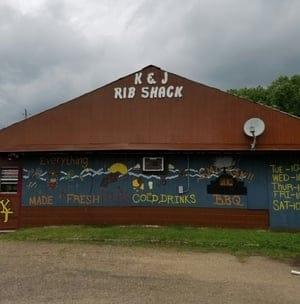 K & J
RIB SHACK
Everything
MADE FRESH COLD DRINKS BBQ
TUE
WED
THUR
FRI
SAT